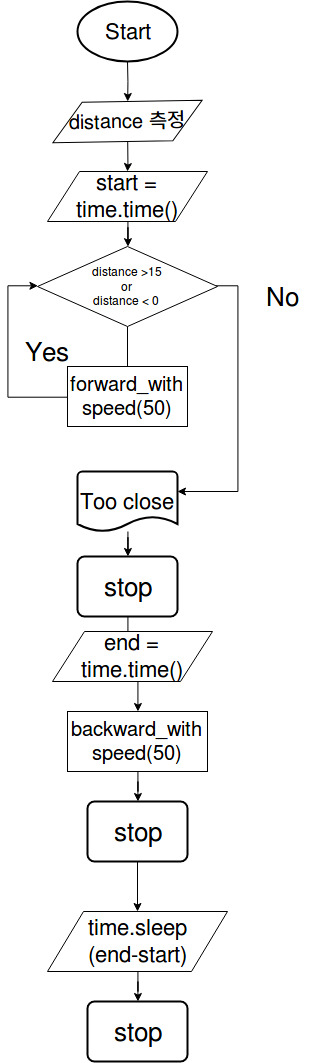 Start
distance 측정
start =
time.time()
distance >15
or
distance < 0
No
Yes
forward_with
speed(50)
Too close
stop
end =
time.time()
backward_with
speed(50)
stop
time.sleep
(end-start)
stop